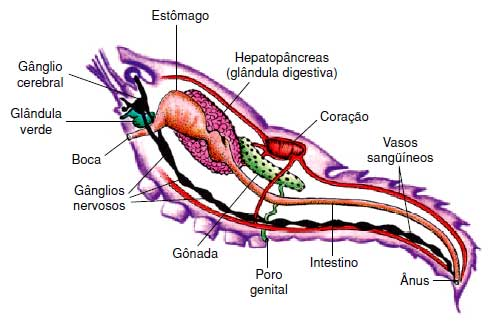 Estômago
Hepatopâncreas
(glândula digestiva)
Gânglio
cerebral
Coração
Glândula
verde
Vasos
sangüíneos
Boca
Gânglios
nervosos
Gônada
Poro
genital
Intestino
Ânus